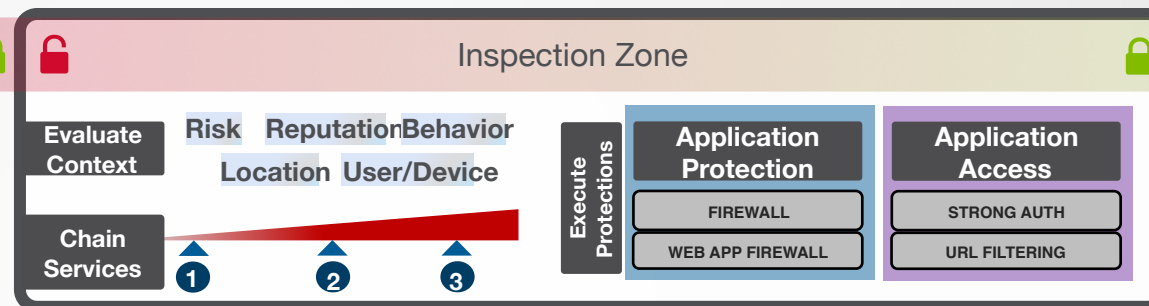 Inspection Zone
Evaluate
Context
Risk Reputation Behavior
Location User/Device
Chain
Services
1 2 3
Execute
Protections
Application
Protection
FIREWALL
WEB APP FIREWALL
Application
Access
STRONG AUTH
URL FILTERING